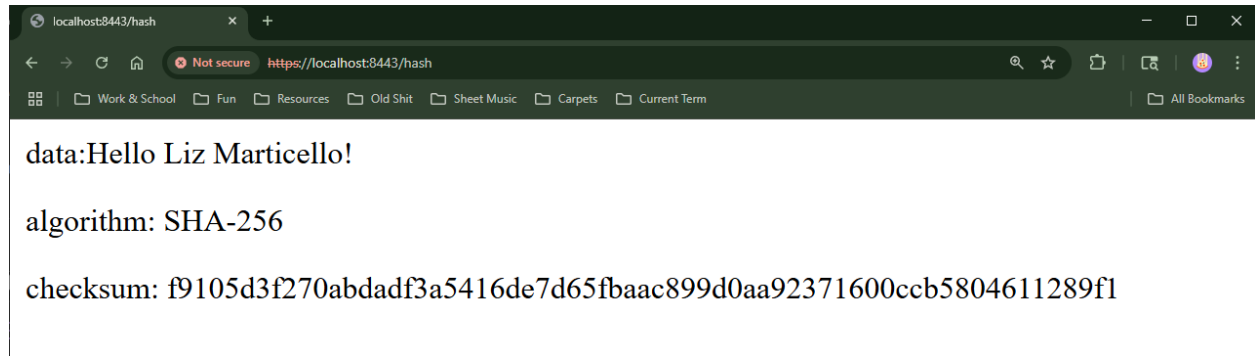 localhost:8443/hash
Not secure https://localhost:8443/hash
Work & School Fun Resources Old Shit Sheet Music Carpets Current Term All Bookmarks
data:Hello Liz Marticello!
algorithm: SHA-256
checksum: f9105d3f270abdadf3a5416de7d65fbaac899d0aa92371600ccb5804611289f1